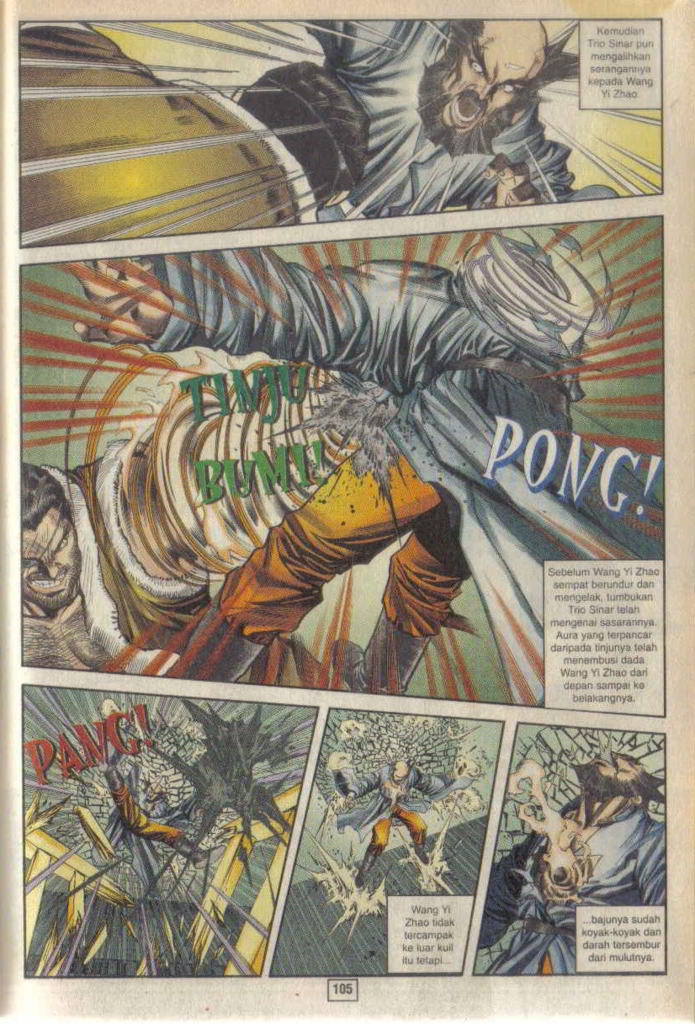 Kemudian
Trio Sinar pun
mengalihkan
serangannya
kepada Wang
Yi Zhao.
TINJU
BUMI!
PONG!
Sebelum Wang Yi Zhao
sempat berundur dan
mengelak, tumbukan
Trio Sinar telah
mengenai sasarannya.
Aura yang terpancar
daripada tinjunya telah
menembusi dada
Wang Yi Zhao dari
depan sampai ke
belakangnya.
PANG!
Wang Yi
Zhao tidak
tercampak
ke luar kuil
itu tetapi...
...bajunya sudah
koyak-koyak dan
darah tersembur
dari mulutnya.
105